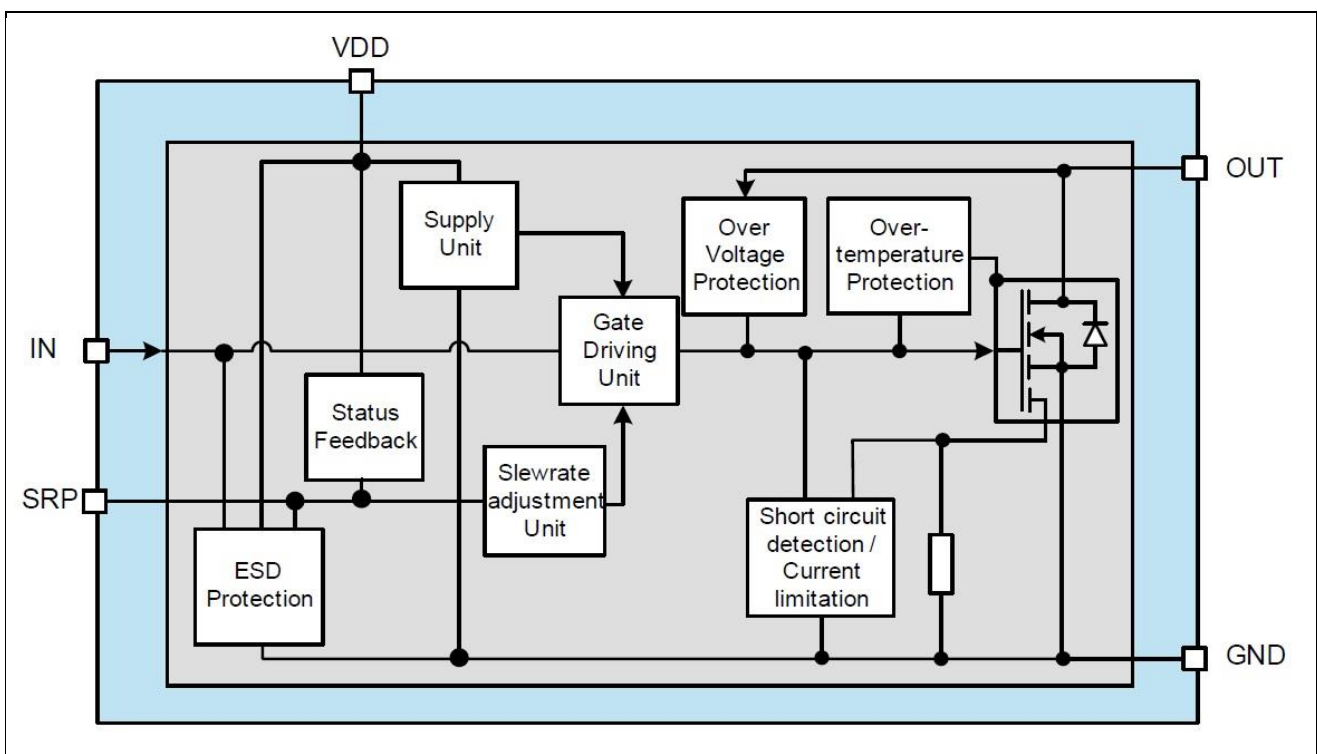 VDD
OUT
Supply
Unit
Over
Voltage
Protection
Over-
temperature
Protection
IN
Gate
Driving
Unit
Status
Feedback
SRP
Slewrate
adjustment
Unit
Short circuit
detection /
Current
limitation
ESD
Protection
GND